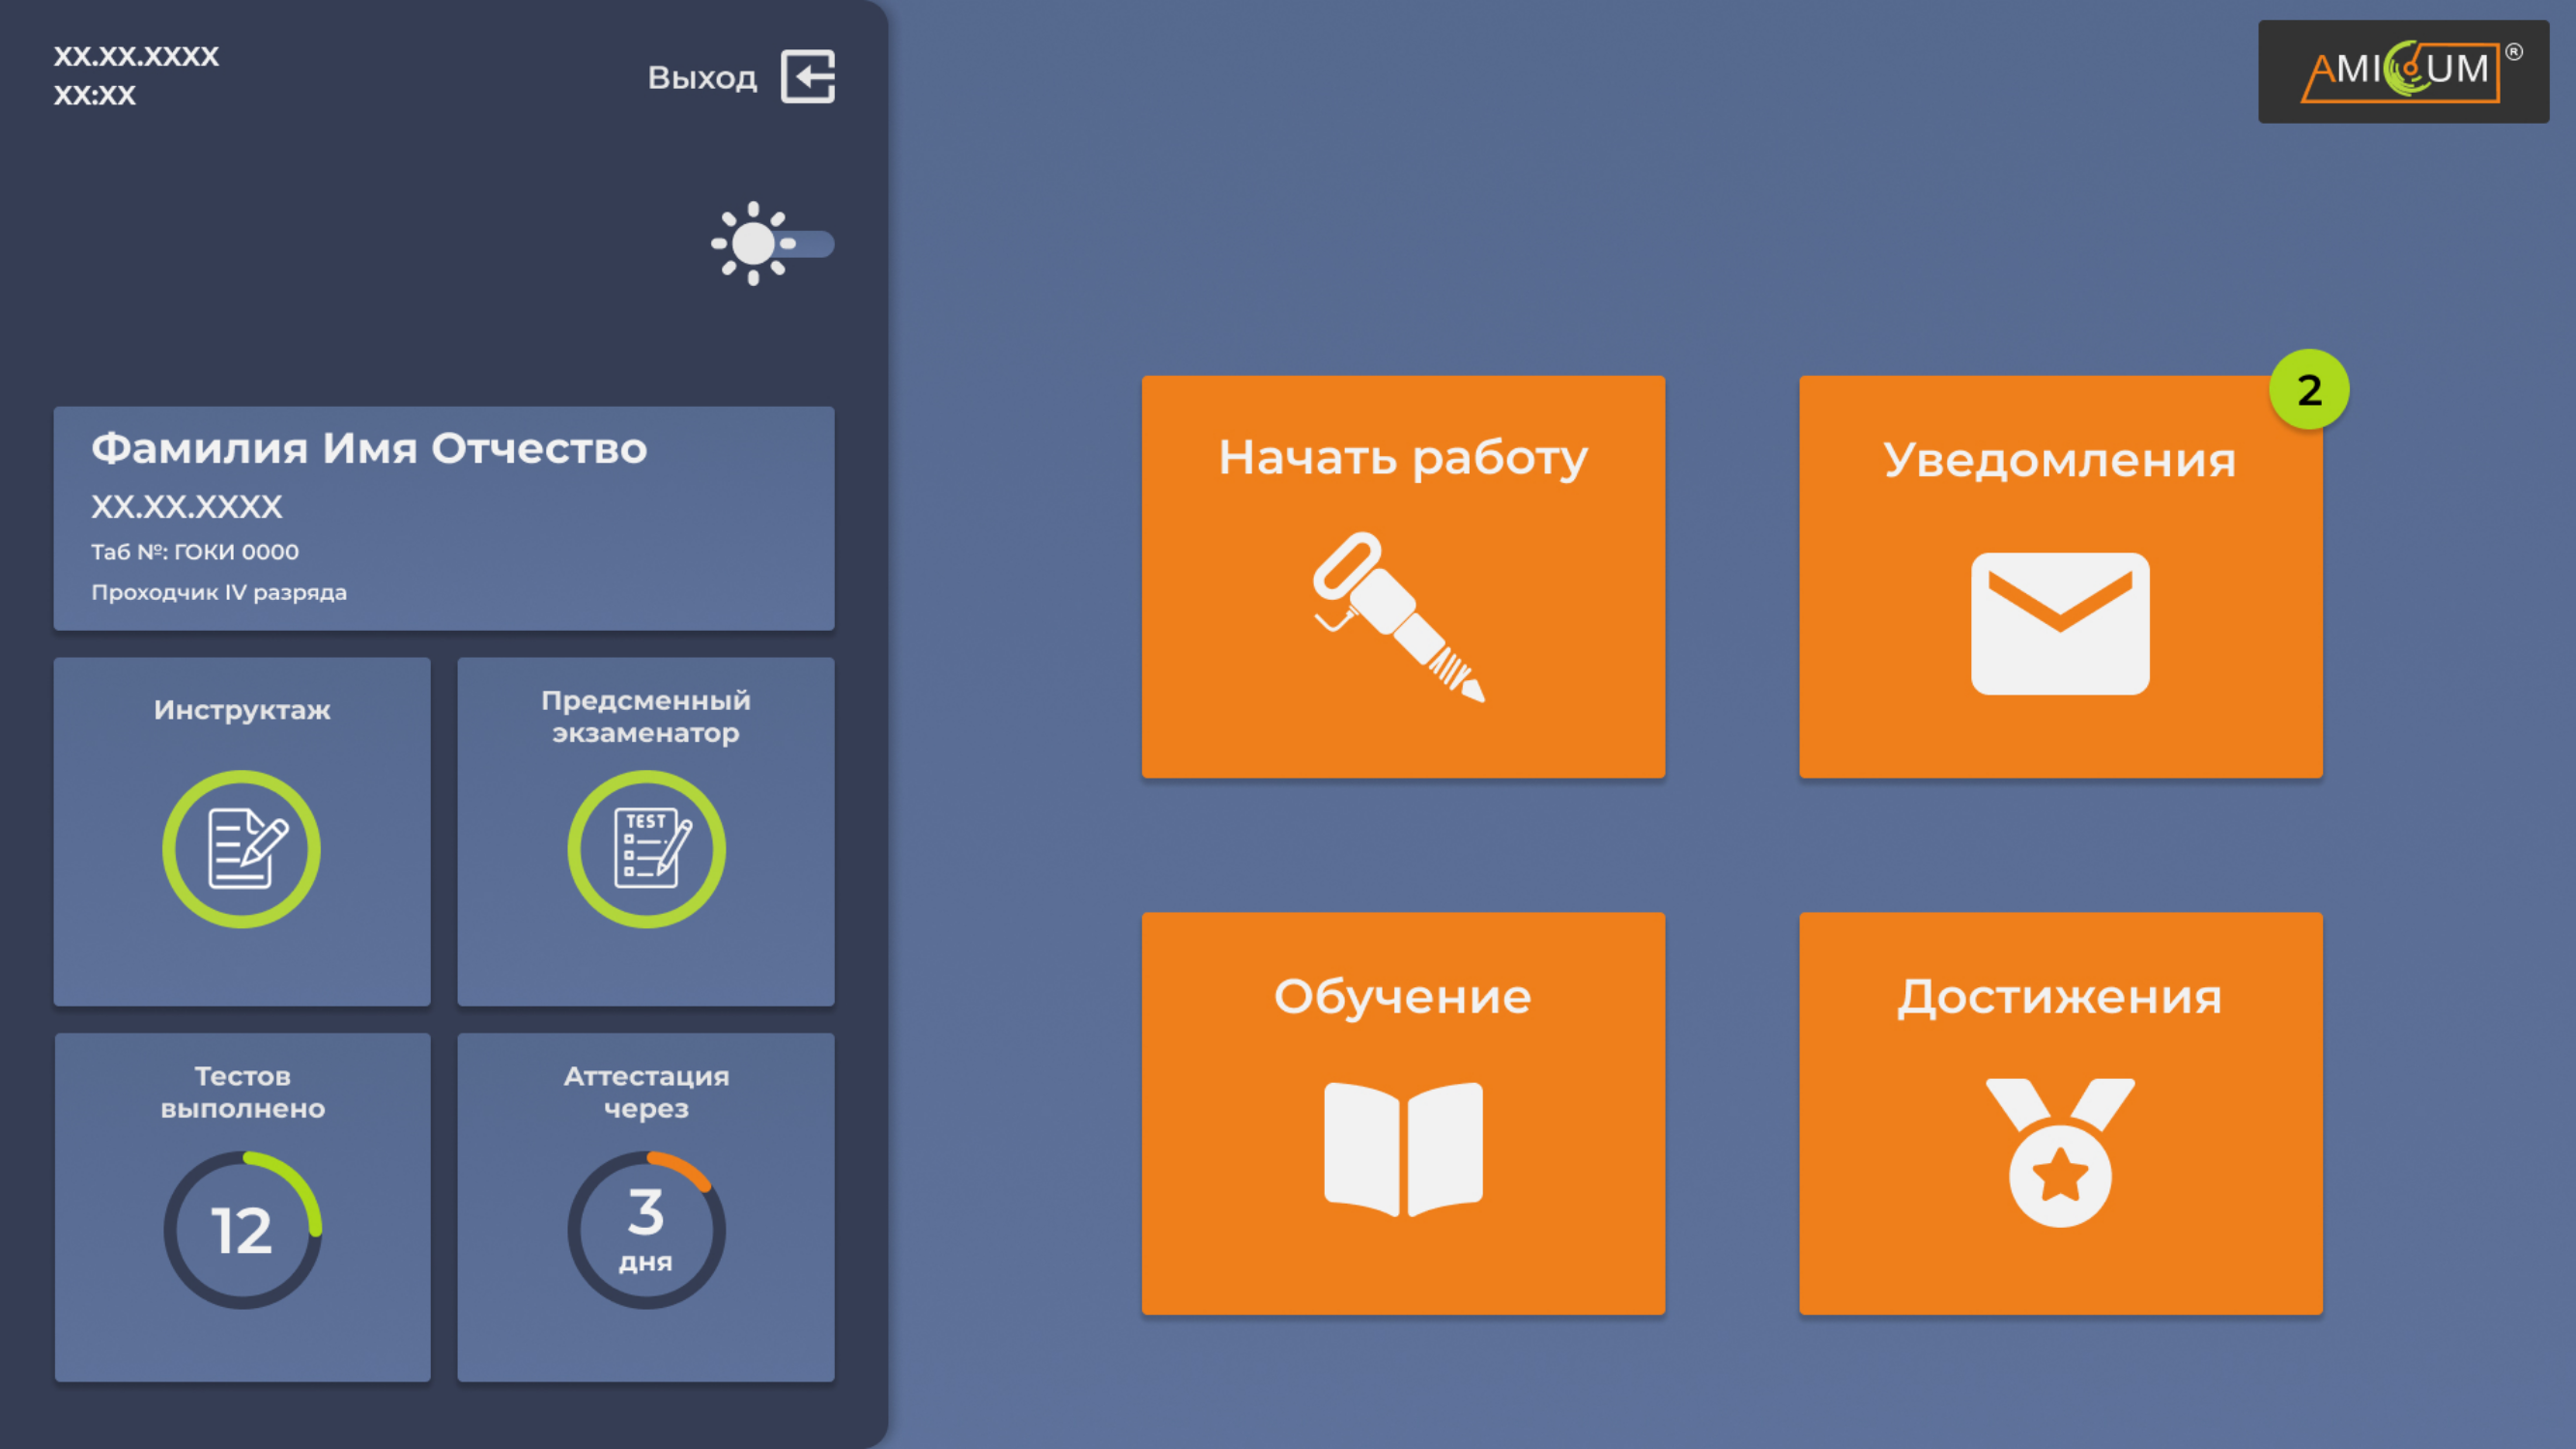 XX.XX.XXXX
XX:XX
Выход
AMICUM®
Фамилия Имя Отчество
XX.XX.XXXX
Таб №: ГОКИ 0000
Проходчик IV разряда
Инструктаж
Предсменный
экзаменатор
TEST
Тестов
выполнено
12
Аттестация
через
3
дня
Начать работу
2
Уведомления
Обучение
Достижения